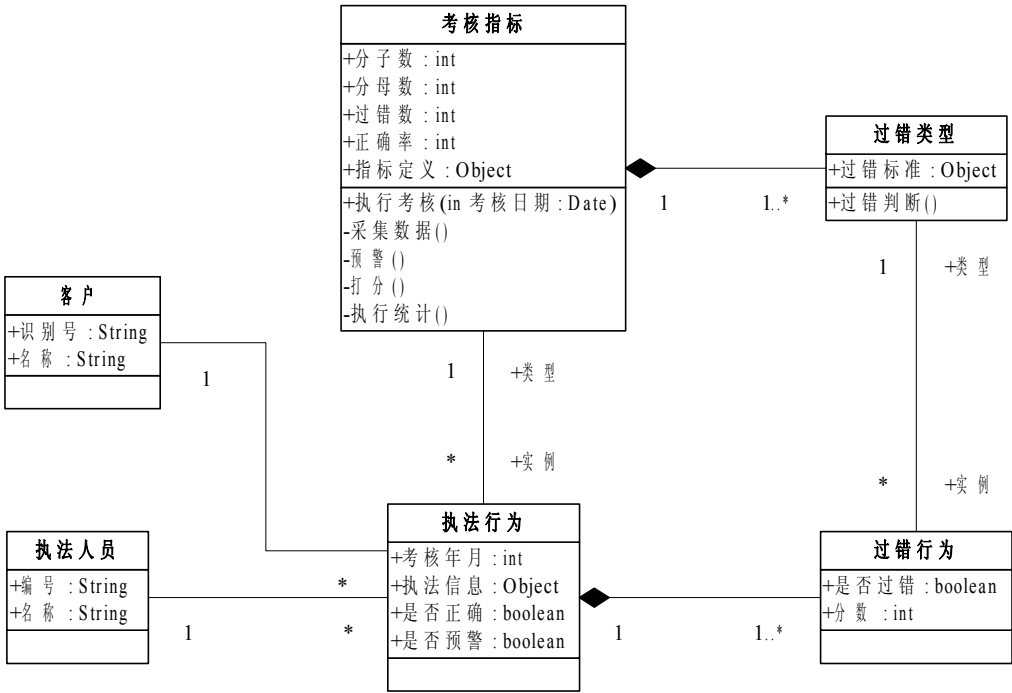 考核指标
+分子数 : int
+分母数 : int
+过错数 : int
+正确率 : int
+指标定义 : Object
+执行考核(in 考核日期 : Date)
-采集数据()
-预警()
-打分()
-执行统计()
过错类型
+过错标准 : Object
+过错判断()
1
1..*
1
+类型
客户
+识别号 : String
+名称 : String
1
1
+类型
*
+实例
*
+实例
执法人员
+编号 : String
+名称 : String
1
*
*
执法行为
+考核年月 : int
+执法信息 : Object
+是否正确 : boolean
+是否预警 : boolean
1
1..*
过错行为
+是否过错 : boolean
+分数 : int